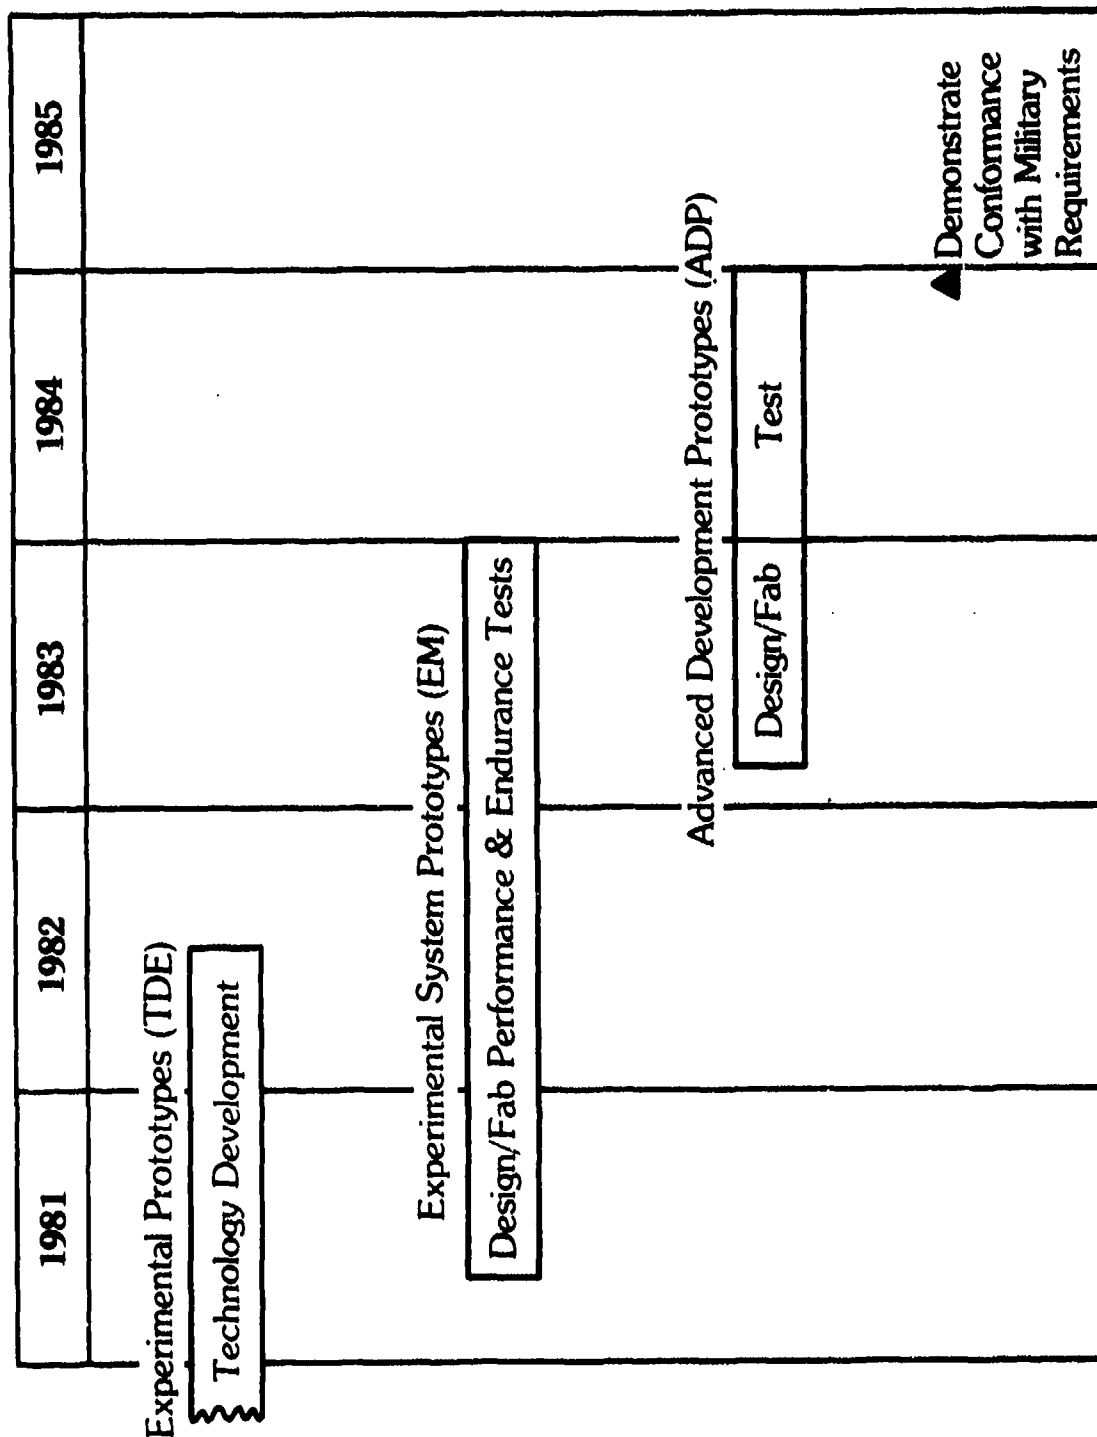 1981 1982 1983 1984 1985
Experimental Prototypes (TDE)
Technology Development
Experimental System Prototypes (EM)
Design/Fab Performance & Endurance Tests
Advanced Development Prototypes (ADP)
Design/Fab Test
Demonstrate
Conformance
with Military
Requirements